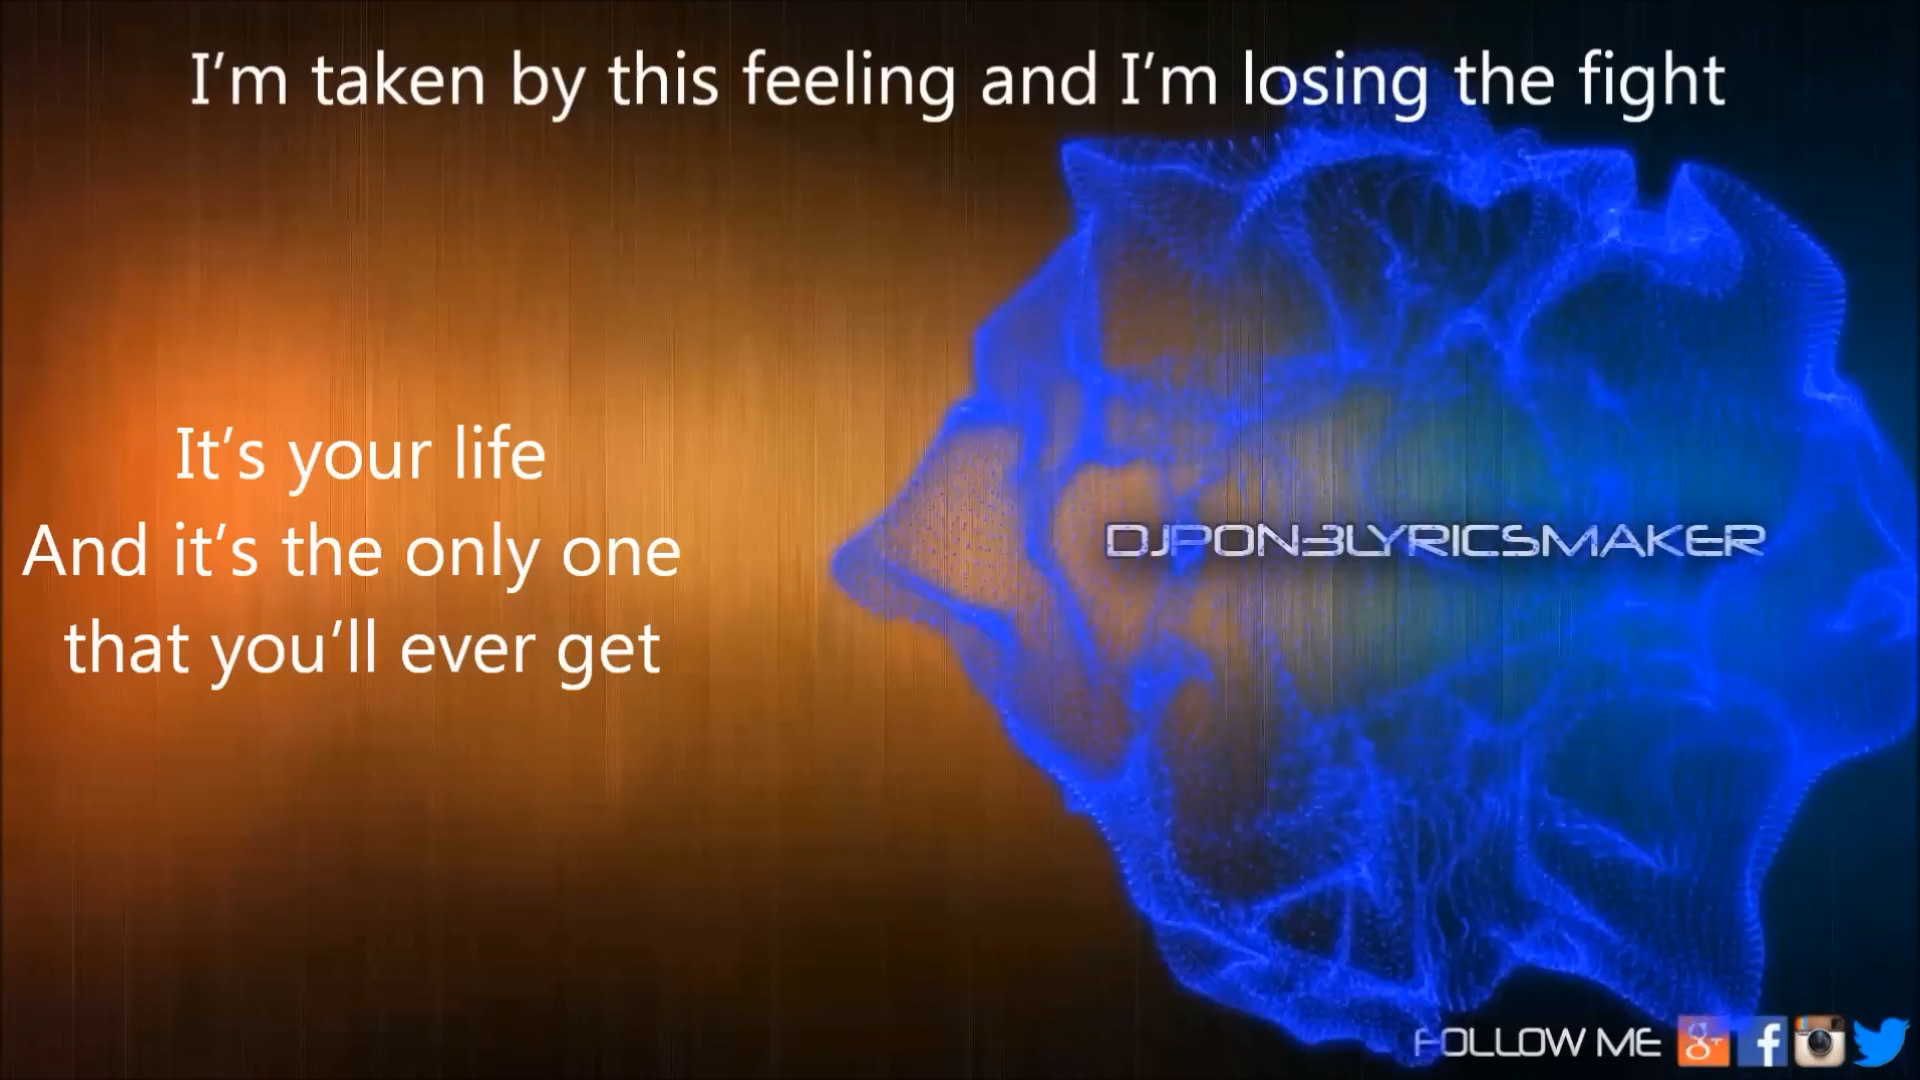 I’m taken by this feeling and I’m losing the fight
It’s your life
And it’s the only one
that you’ll ever get
DJPON3LYRICSMAKER
FOLLOW ME
g+
f